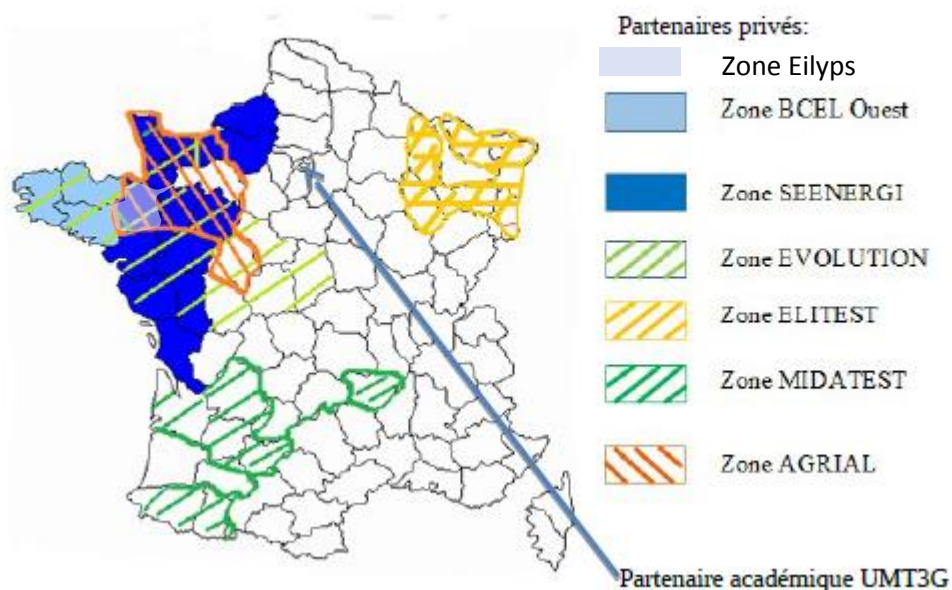 Partenaires privés:
Zone Eilyps
Zone BCEL Ouest
Zone SEENERGI
Zone EVOLUTION
Zone ELITEST
Zone MIDATEST
Zone AGRIAL
Partenaire académique UMT3G